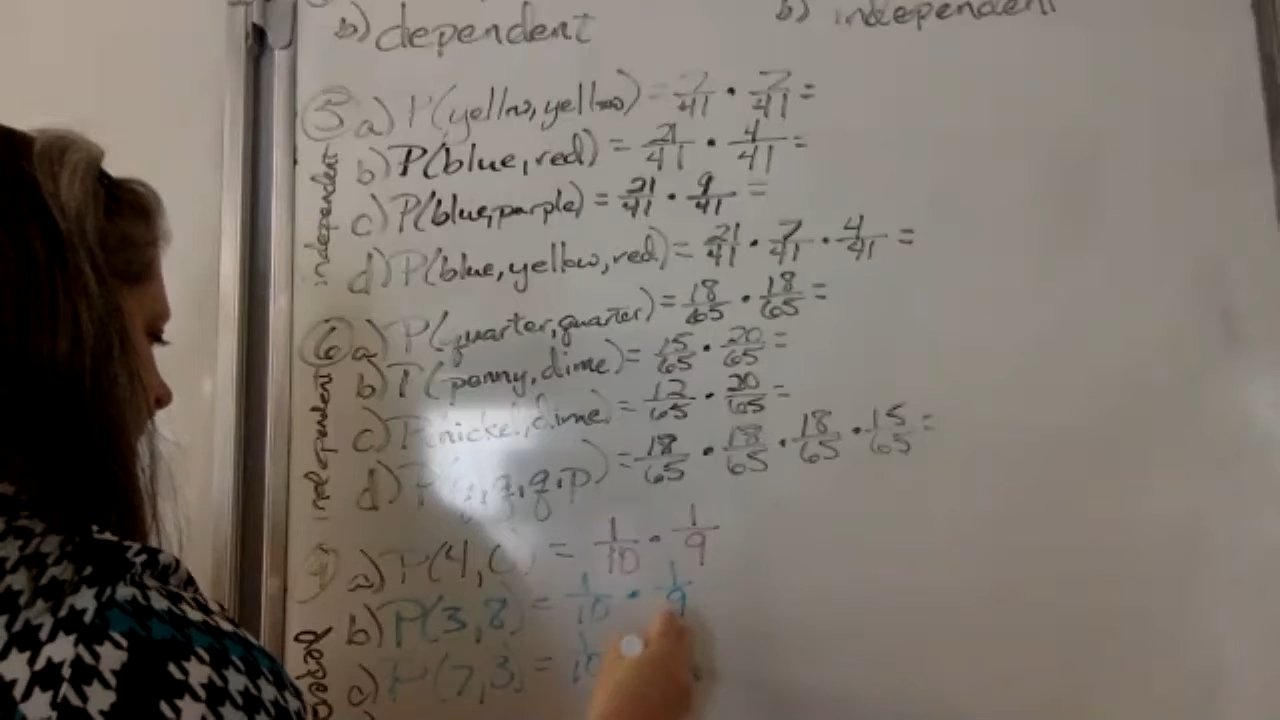 b) dependent
b) independent
5 a) P(yellow, yellow) = 7/41 • 7/41 =
b) P(blue, red) = 21/41 • 4/41 =
c) P(blue, purple) = 21/41 • 9/41 =
d) P(blue, yellow, red) = 21/41 • 7/41 • 4/41 =
independent
6 a) P(quarter, quarter) = 18/65 • 18/65 =
b) P(penny, dime) = 15/65 • 20/65 =
c) P(nickel, dime) = 12/65 • 20/65 =
d) P(q, q, q, p) = 18/65 • 18/65 • 18/65 • 15/65 =
independent
a) P(4, = 1/10 • 1/9
b) P(3,8) = 1/10 • 1/9
c) P(7,3) = 1/10